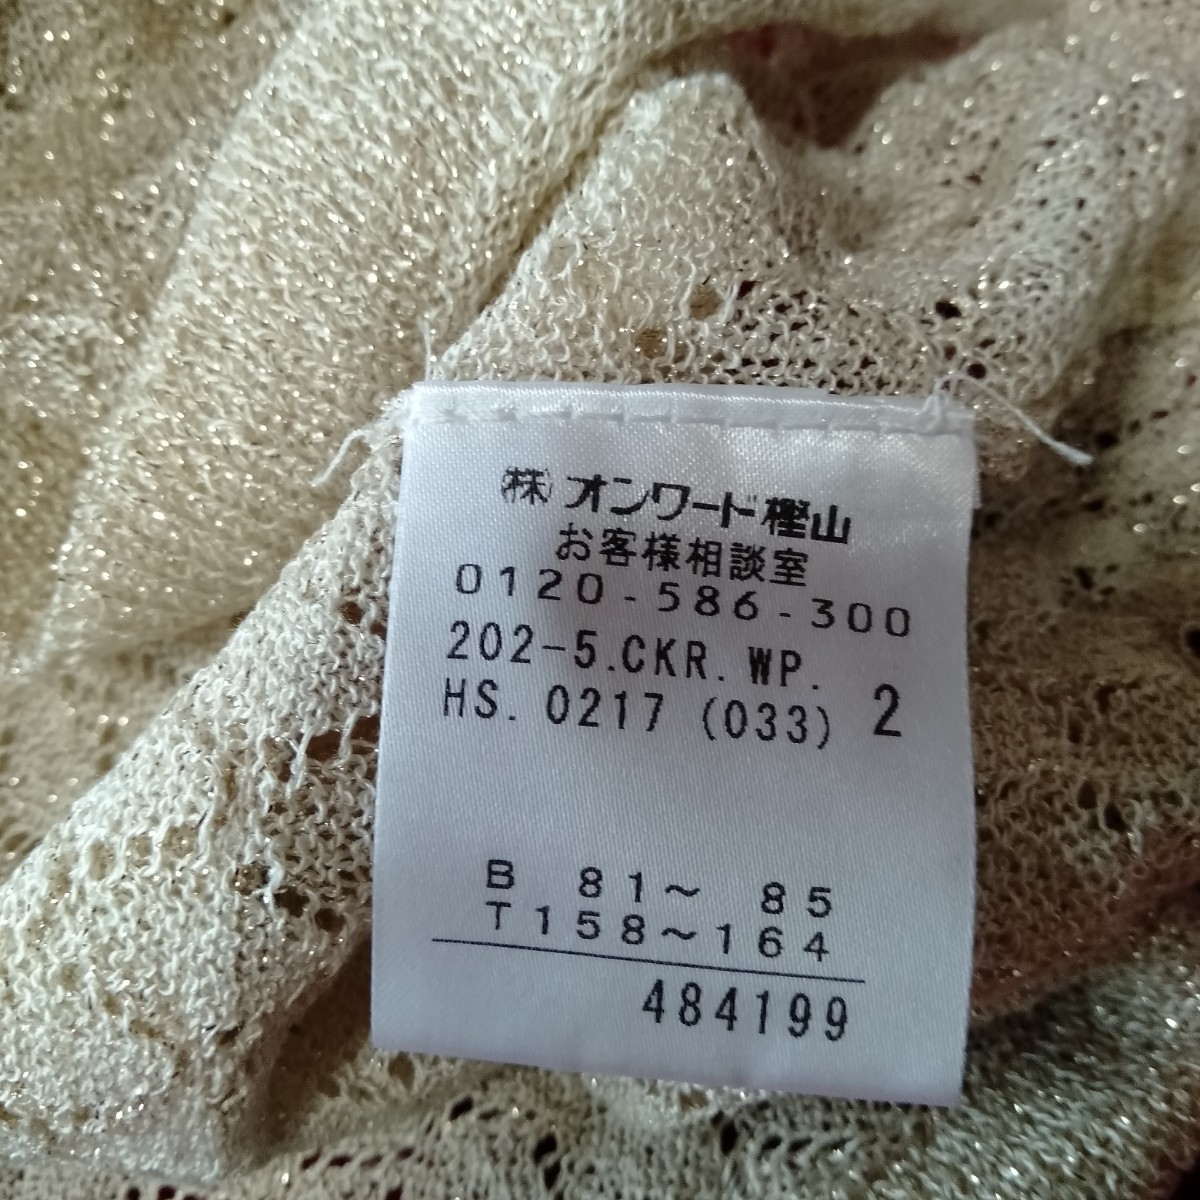 ㈱オンワード樫山
お客様相談室
0120-586-300
202-5.CKR.WP.
HS.0217 (033) 2
B 81～ 85
T158～164
484199